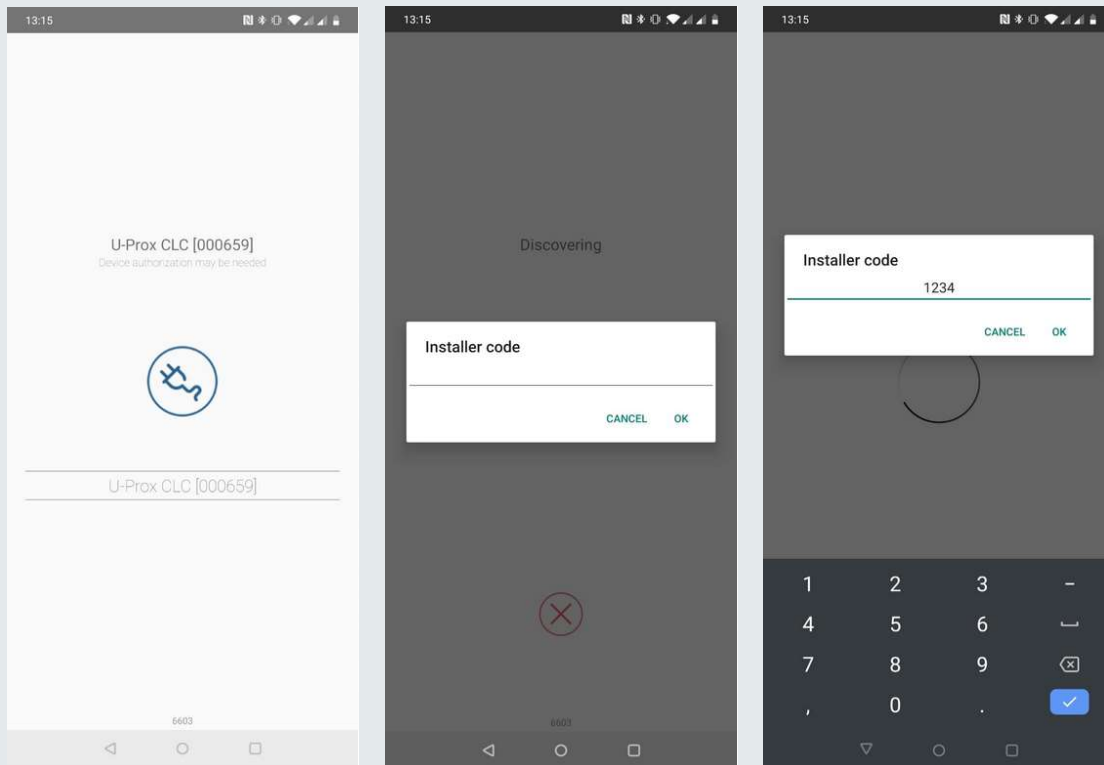 13:15
U-Prox CLC [000659]
Device authorization may be needed
U-Prox CLC [000659]
6603
13:15
Discovering
Installer code
CANCEL OK
6603
13:15
Installer code
1234
CANCEL OK
1 2 3 -
4 5 6
7 8 9
, 0 .